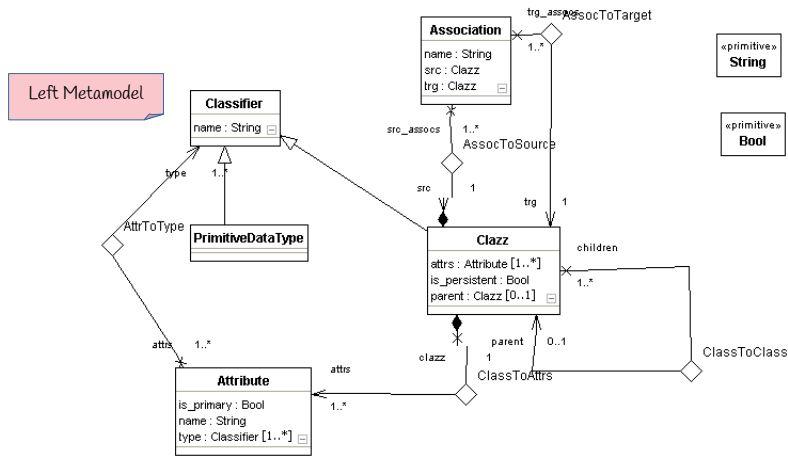 trg_assocs
AssocToTarget
Association
1..*
name : String
src : Clazz
trg : Clazz
«primitive»
String
Left Metamodel
Classifier
name : String
«primitive»
Bool
src_assocs
1..*
AssocToSource
type
1..*
src
1
trg
1
AttrToType
PrimitiveDataType
Clazz
attrs : Attribute [1..*]
is_persistent : Bool
parent : Clazz [0..1]
children
1..*
attrs
1..*
clazz
1
parent
0..1
ClassToClass
ClassToAttrs
attrs
1..*
Attribute
is_primary : Bool
name : String
type : Classifier [1..*]